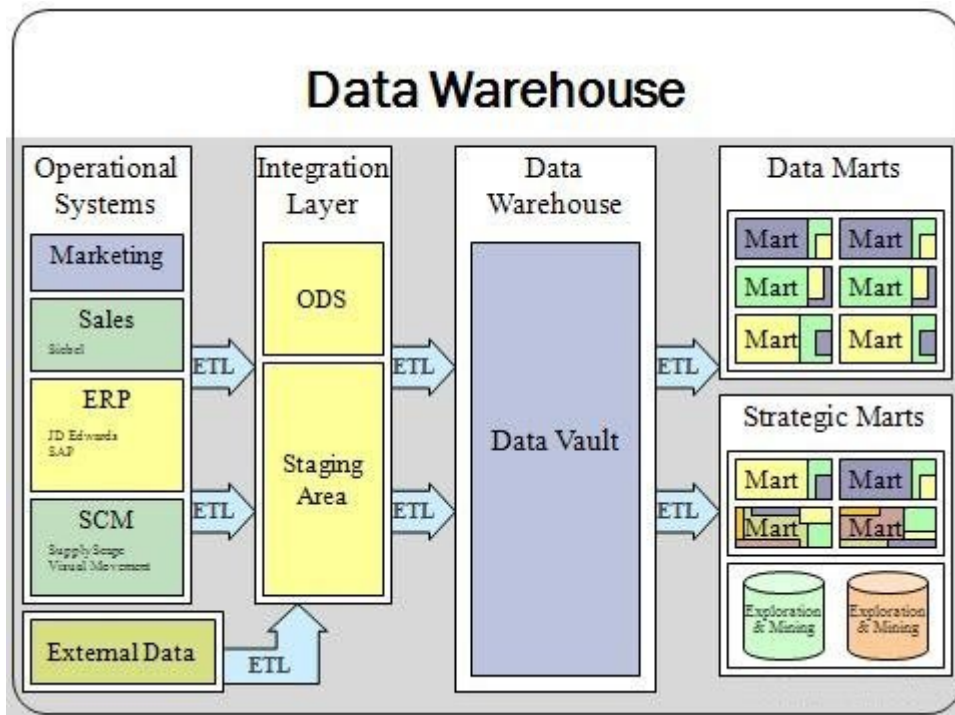 Data Warehouse
Operational
Systems
Marketing
Sales
Siebel
ERP
JD Edwards
SAP
SCM
Visual Movement
External Data
ETL
ETL
ETL
Integration
Layer
ODS
Staging
Area
ETL
ETL
Data
Warehouse
Data Vault
ETL
ETL
Data Marts
Mart
Mart
Mart
Mart
Mart
Mart
Strategic Marts
Mart
Mart
Mart
Mart
Exploration
& Mining
Exploration
& Mining